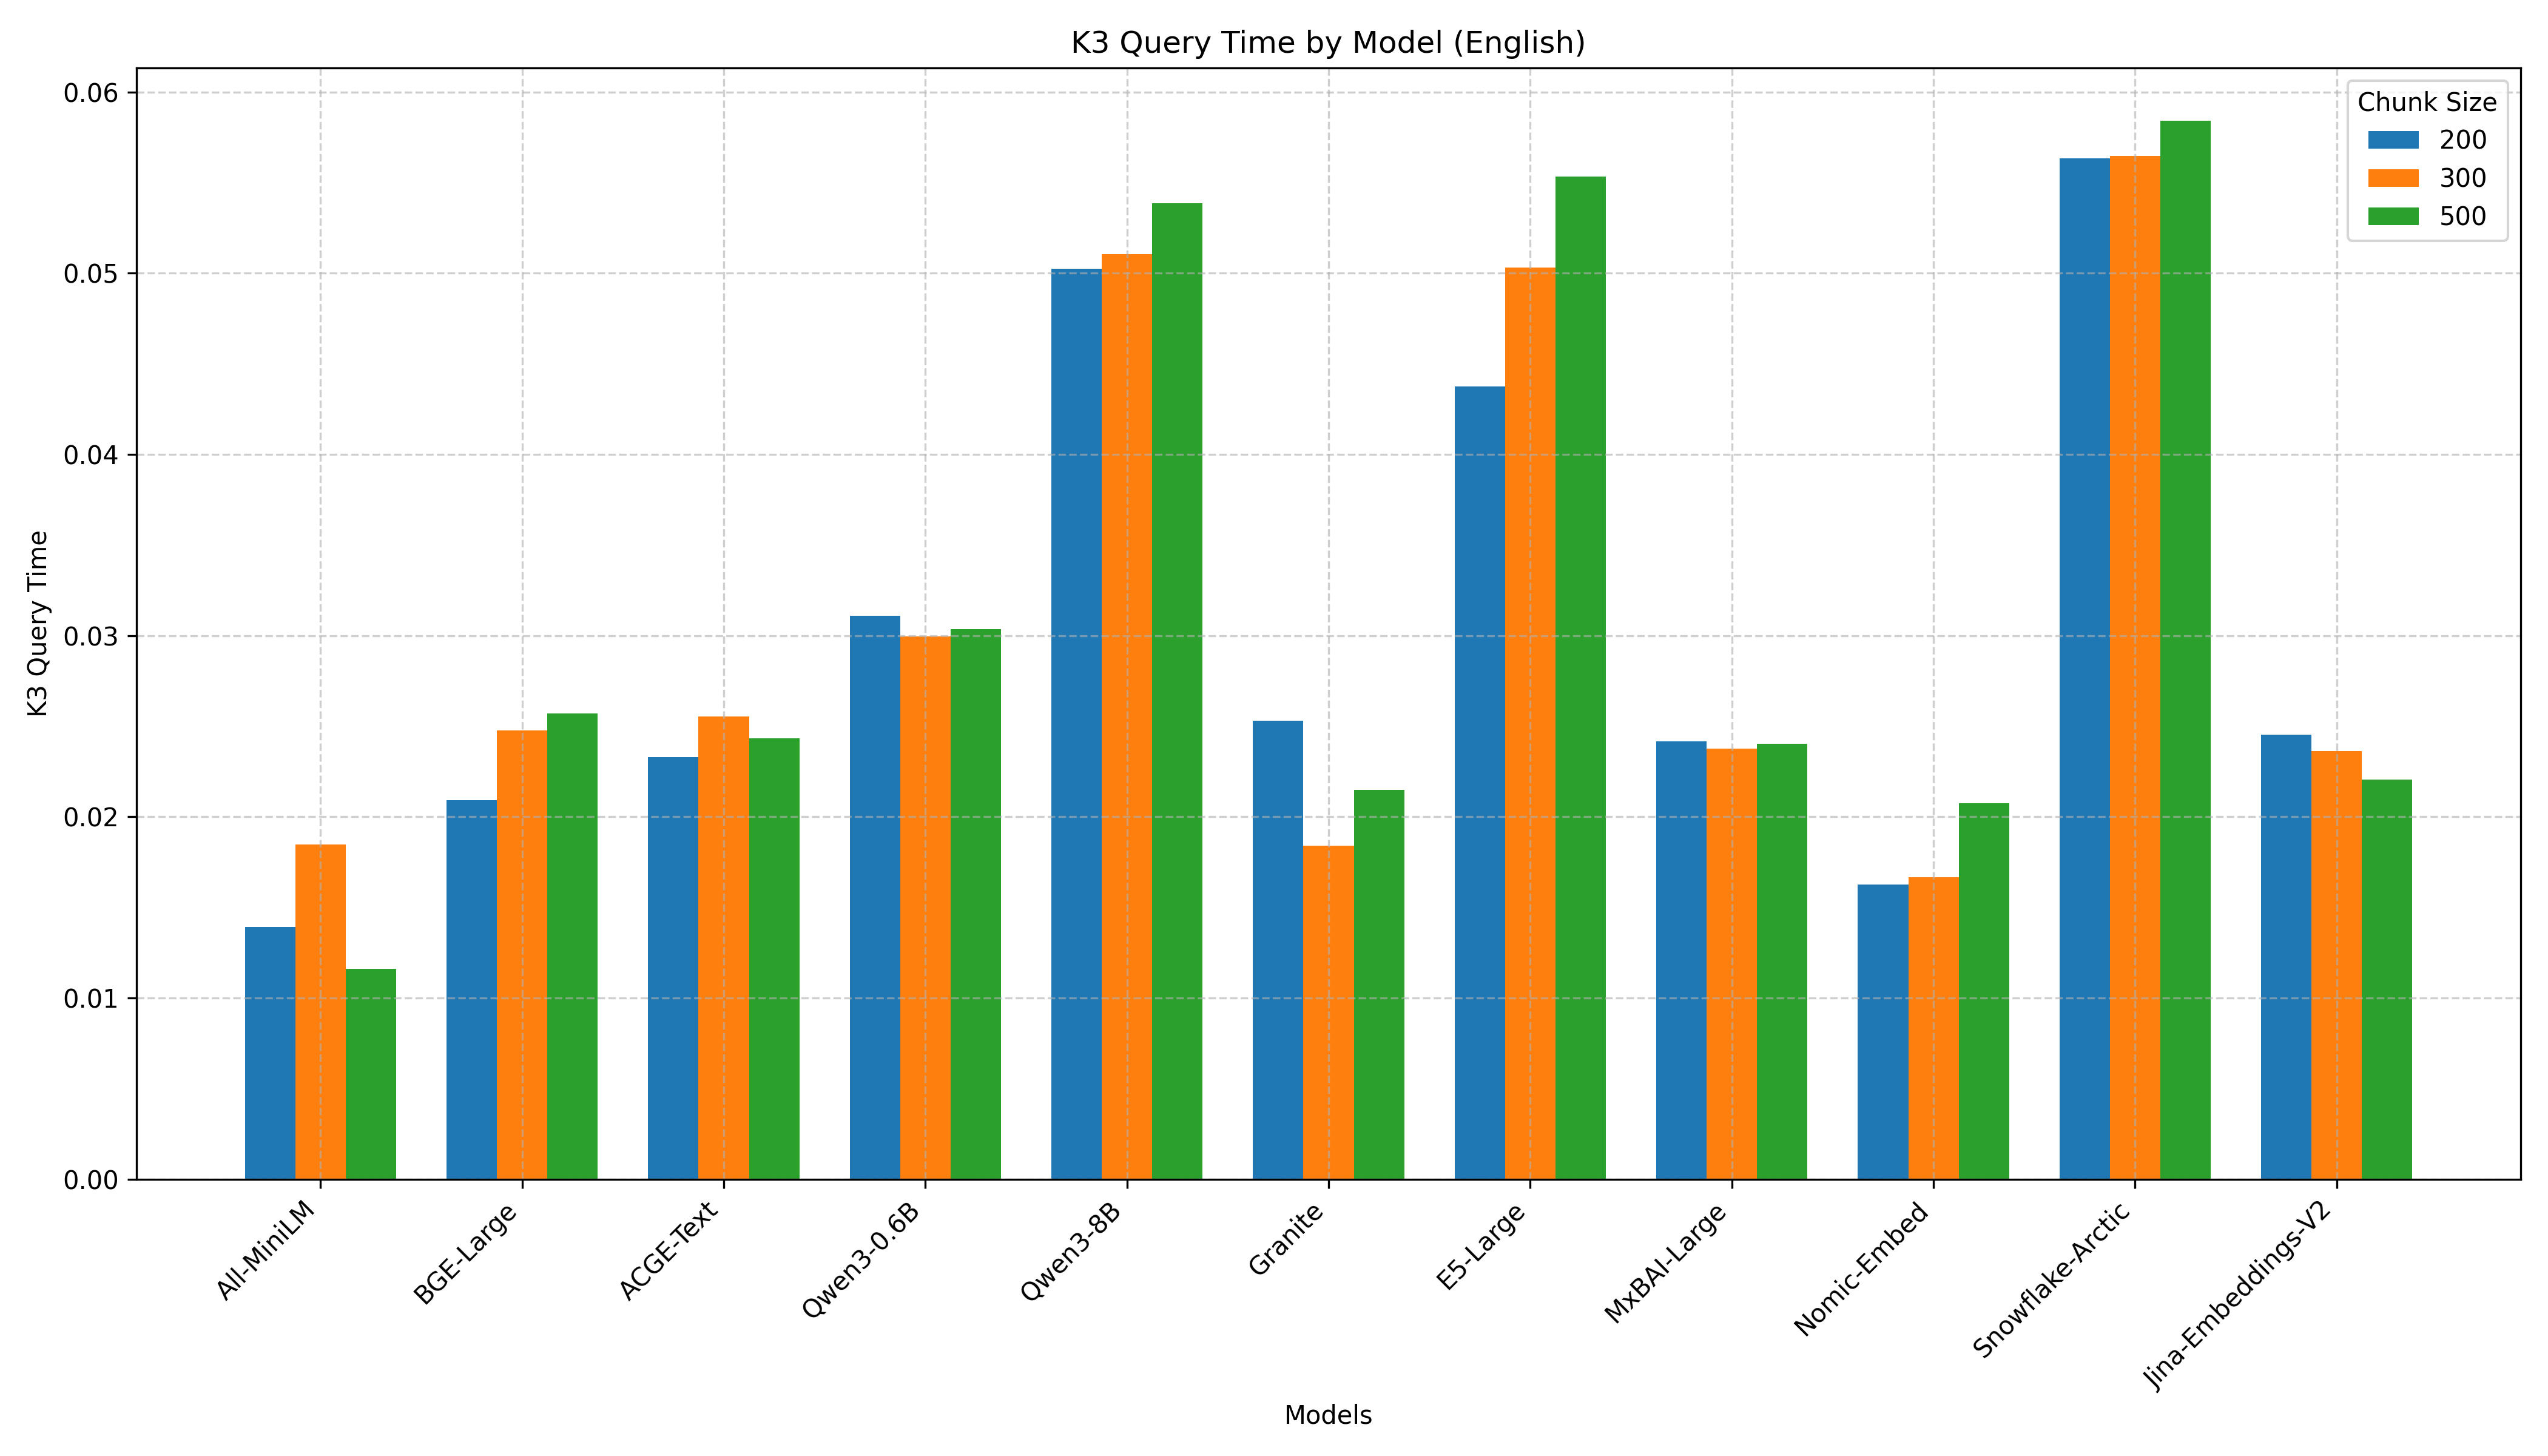 K3 Query Time by Model (English)
Chunk Size
200
300
500
K3 Query Time
0.06
0.05
0.04
0.03
0.02
0.01
0.00
All-MiniLM
BGE-Large
ACGE-Text
Qwen3-0.6B
Qwen3-8B
Granite
E5-Large
MxBAI-Large
Nomic-Embed
Snowflake-Arctic
Jina-Embeddings-V2
Models